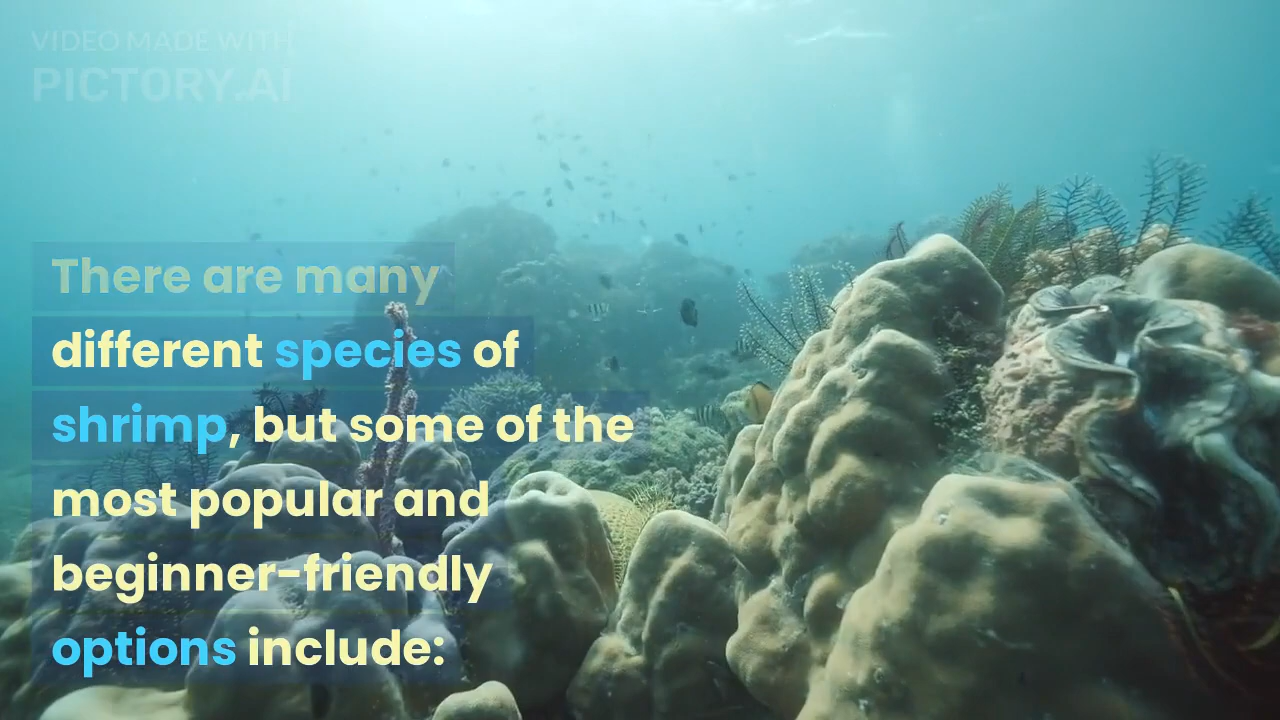 VIDEO MADE WITH
PICTORY.AI
There are many
different species of
shrimp, but some of the
most popular and
beginner-friendly
options include: